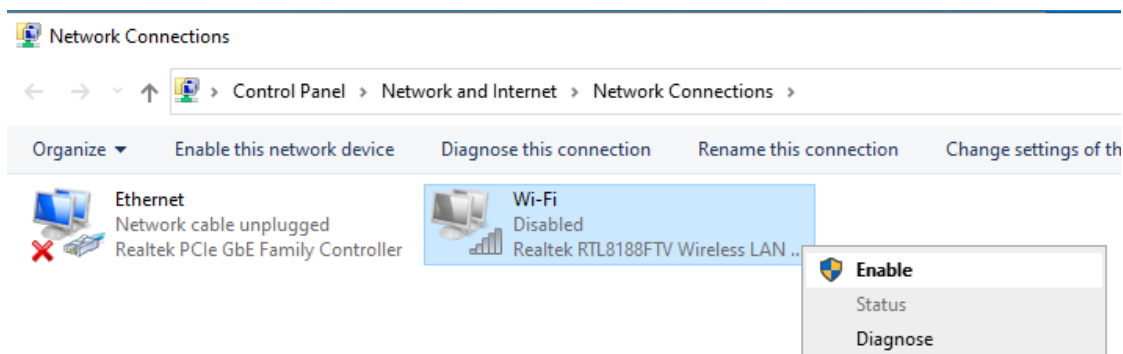 Network Connections
Control Panel > Network and Internet > Network Connections >
Organize Enable this network device Diagnose this connection Rename this connection Change settings of th
Ethernet
Network cable unplugged
Realtek PCIe GbE Family Controller
Wi-Fi
Disabled
Realtek RTL8188FTV Wireless LAN ...
Enable
Status
Diagnose